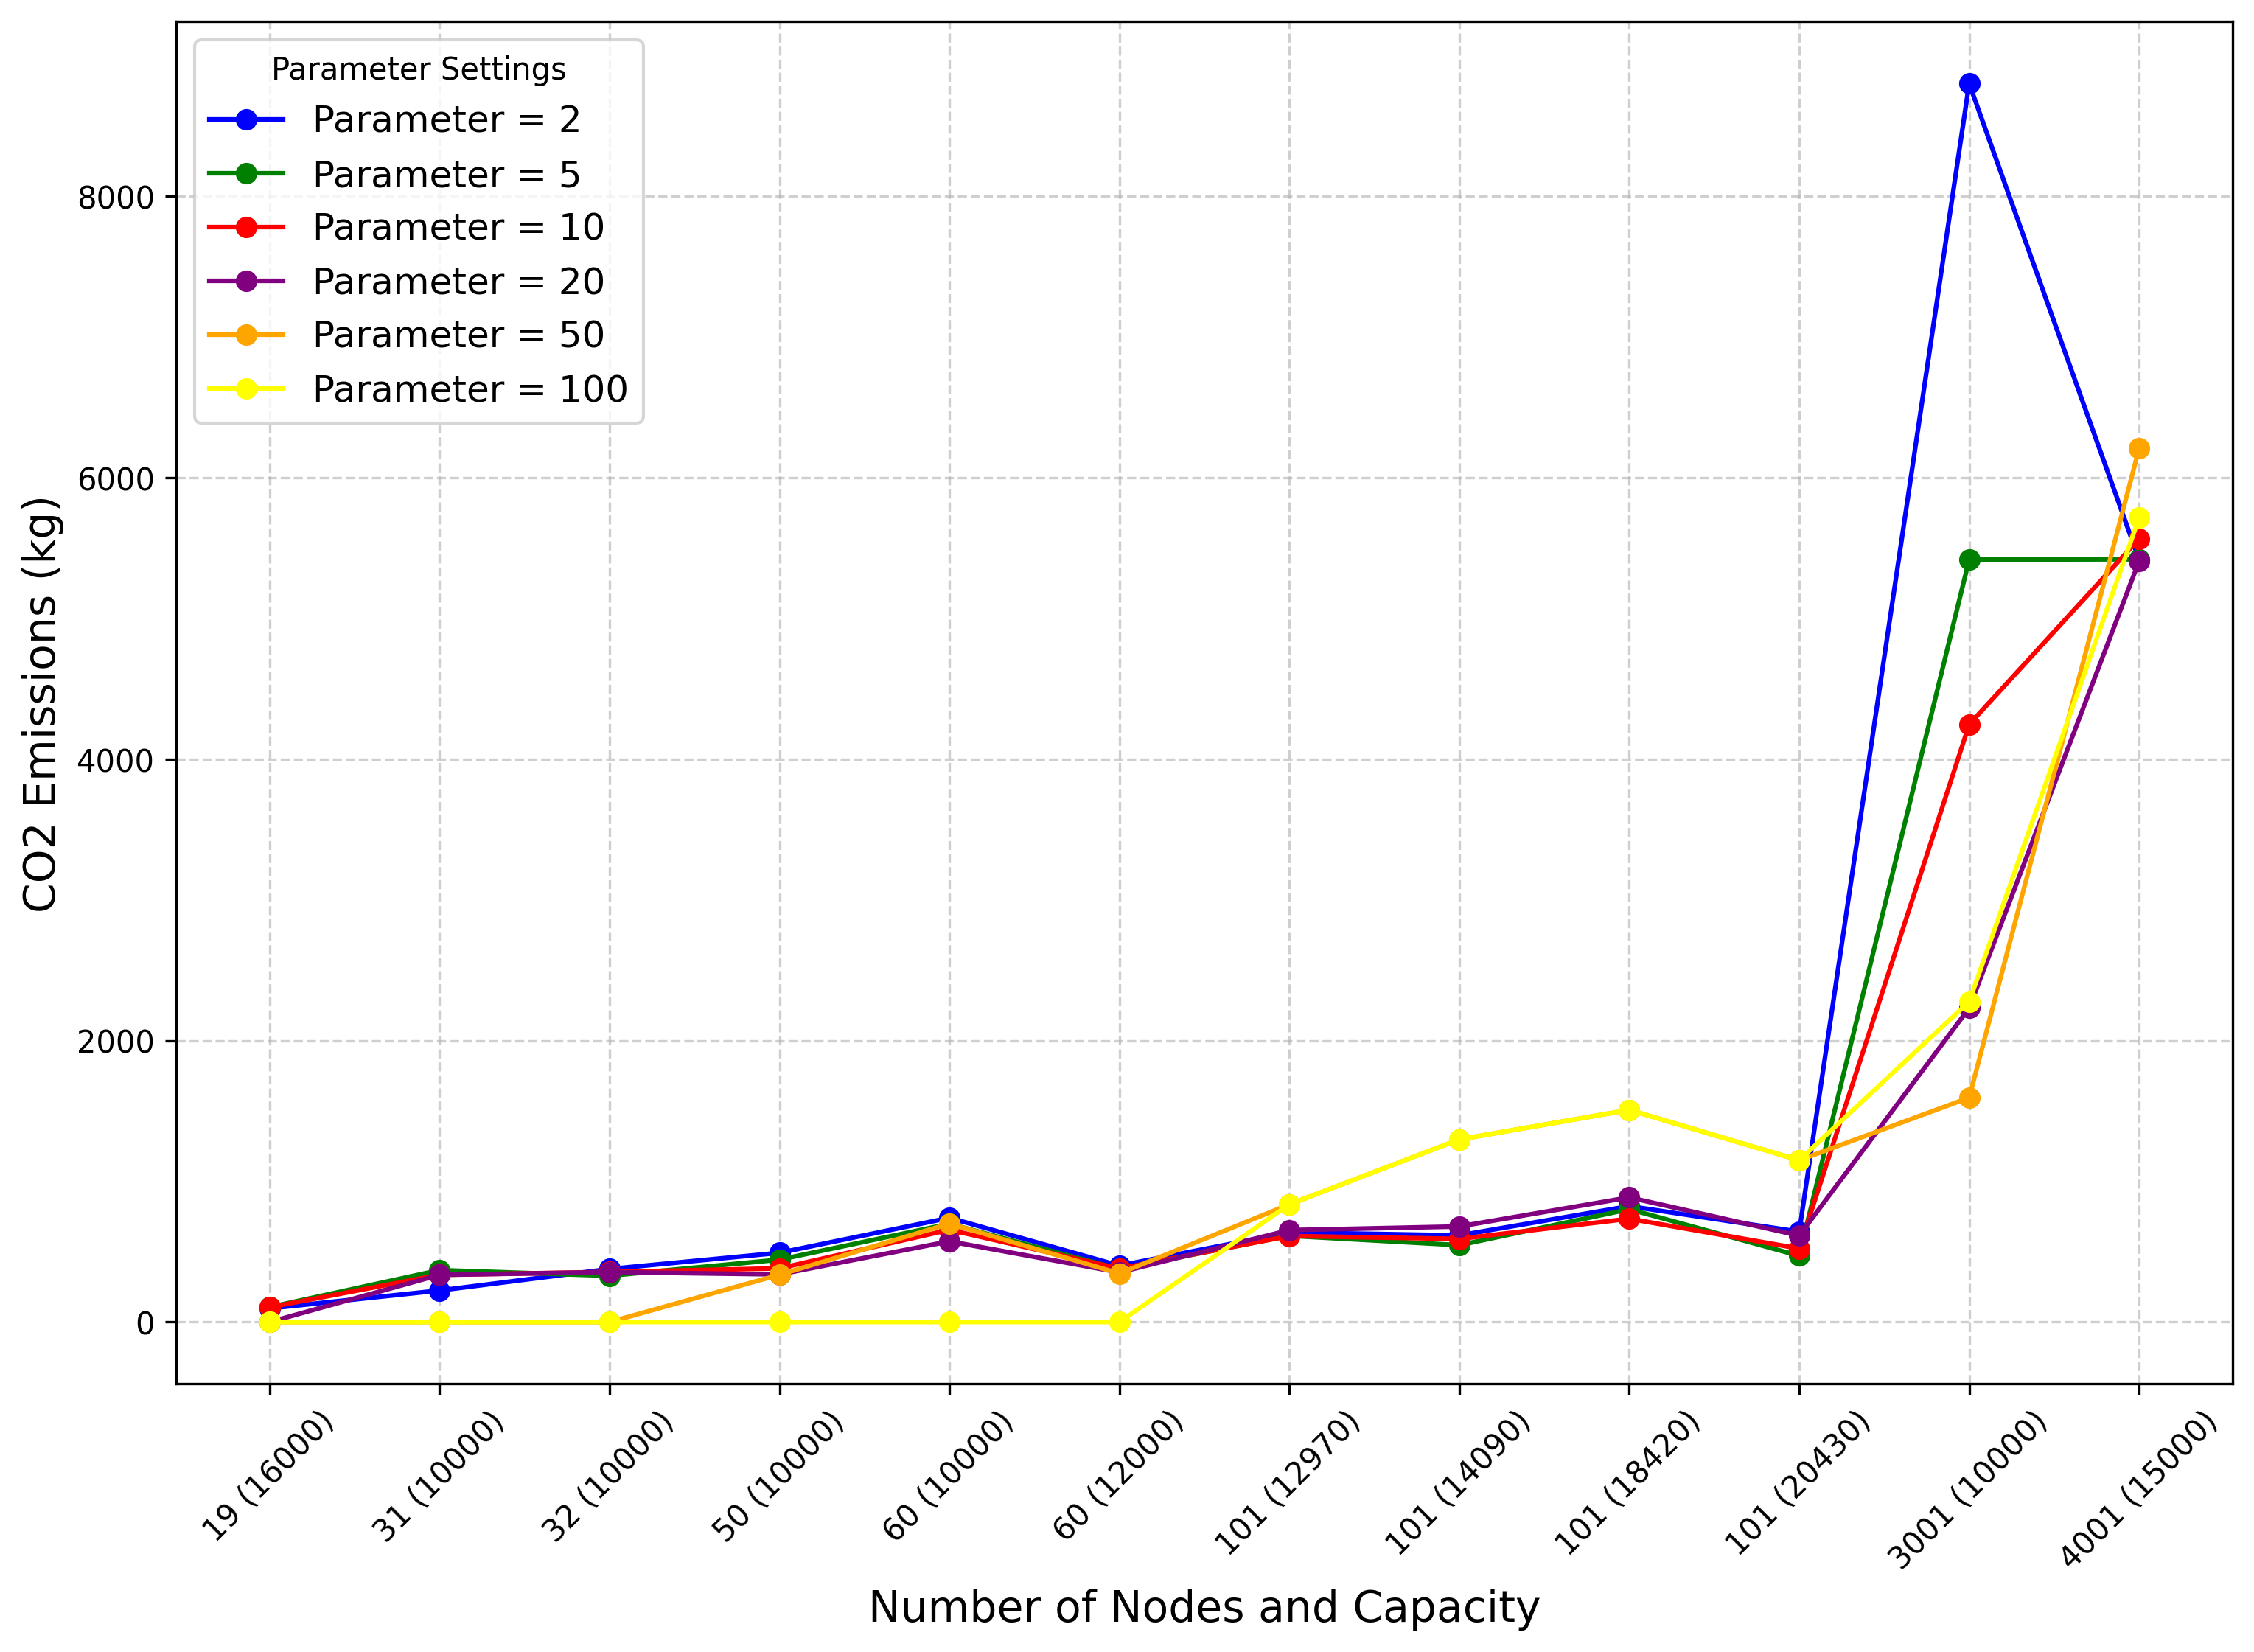 Parameter Settings
Parameter = 2
Parameter = 5
Parameter = 10
Parameter = 20
Parameter = 50
Parameter = 100
CO2 Emissions (kg)
8000
6000
4000
2000
0
19 (16000)
31 (10000)
32 (10000)
50 (10000)
60 (10000)
60 (12000)
101 (12970)
101 (14090)
101 (18420)
101 (20430)
3001 (10000)
4001 (15000)
Number of Nodes and Capacity